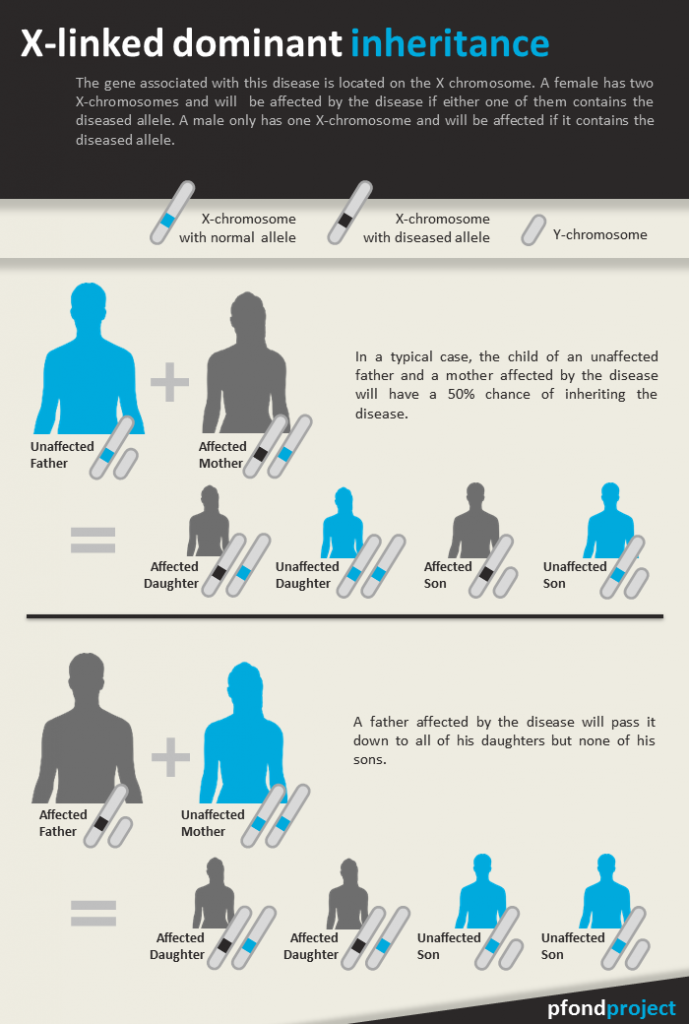 X-linked dominant inheritance
The gene associated with this disease is located on the X chromosome. A female has two
X-chromosomes and will be affected by the disease if either one of them contains the
diseased allele. A male only has one X-chromosome and will be affected if it contains the
diseased allele.
X-chromosome
with normal allele
X-chromosome
with diseased allele
Y-chromosome
In a typical case, the child of an unaffected
father and a mother affected by the disease
will have a 50% chance of inheriting the
disease.
Unaffected
Father
Affected
Mother
Affected
Daughter
Unaffected
Daughter
Affected
Son
Unaffected
Son
A father affected by the disease will pass it
down to all of his daughters but none of his
sons.
Affected
Father
Unaffected
Mother
Affected
Daughter
Affected
Daughter
Unaffected
Son
Unaffected
Son
pfondproject